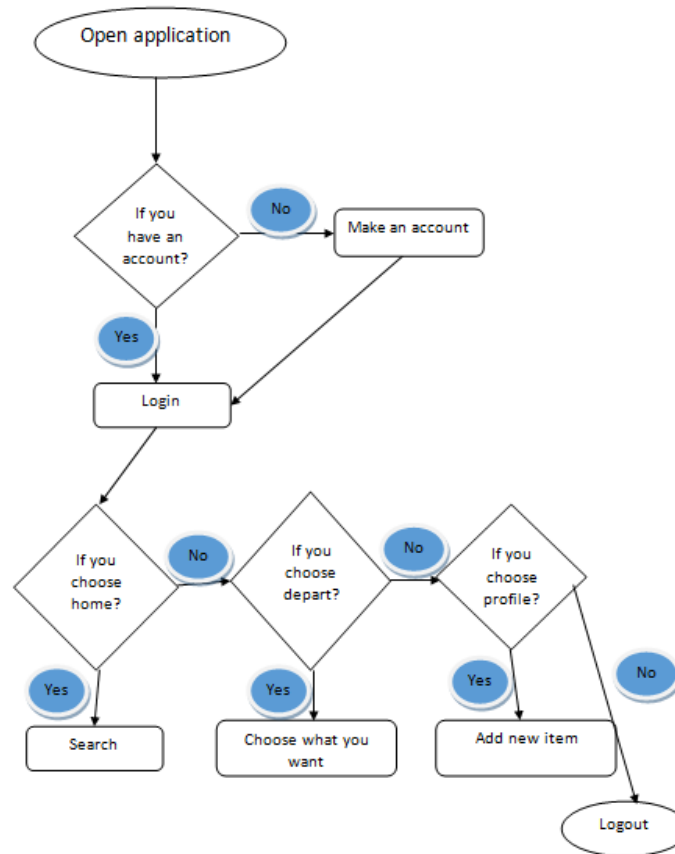 Open application
If you
have an
account?
No
Make an account
Yes
Login
If you
choose
home?
No
If you
choose
depart?
No
If you
choose
profile?
Yes
Yes
Yes
No
Search
Choose what you
want
Add new item
Logout